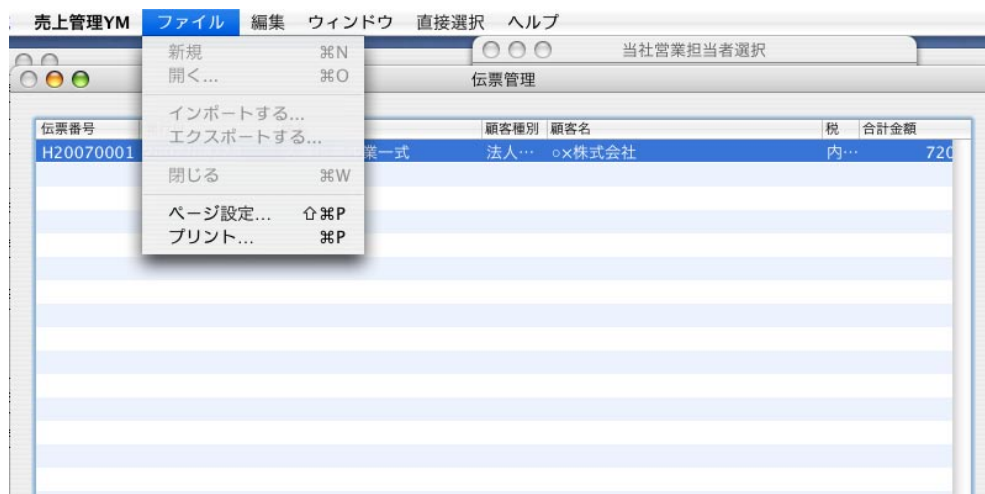 売上管理YM ファイル 編集 ウィンドウ 直接選択 ヘルプ
当社営業担当者選択
伝票管理
新規 ⌘N
開く... ⌘O
インポートする...
エクスポートする...
閉じる ⌘W
ページ設定... ⇧⌘P
プリント... ⌘P
伝票番号 顧客種別 顧客名 税 合計金額
H20070001 業一式 法人… ○×株式会社 内… 720